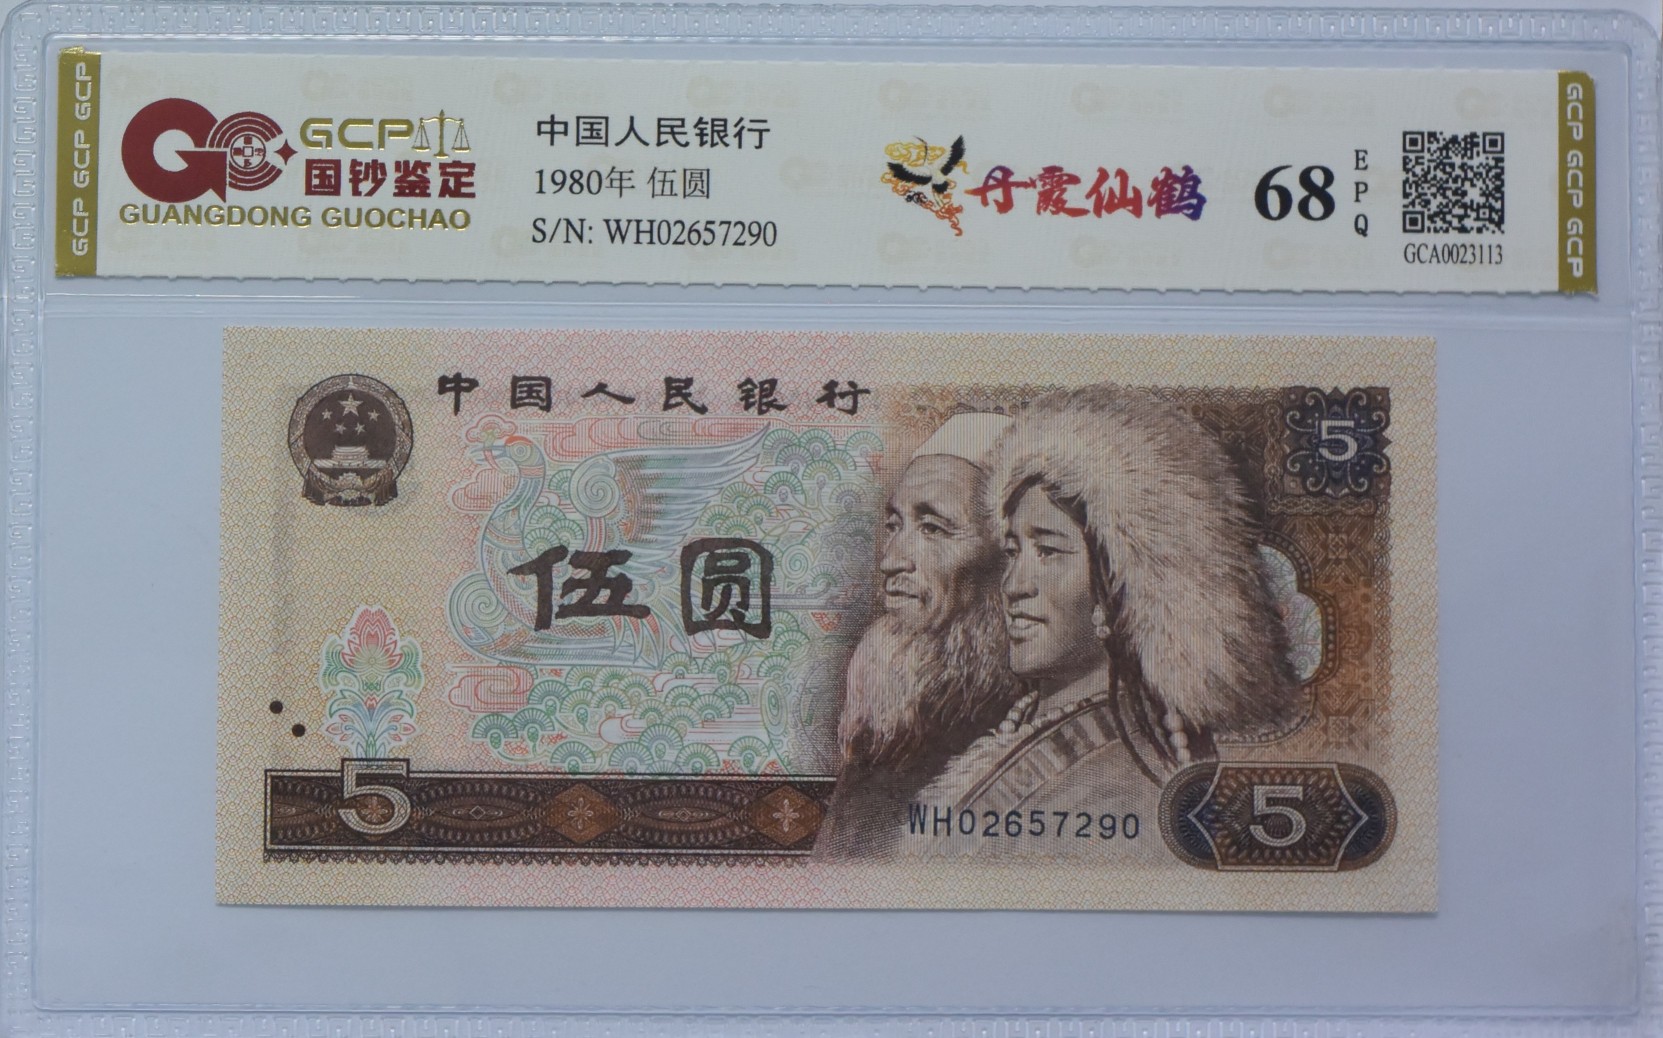 GCP GCP GCP
GCP
国钞鉴定
GUANGDONG GUOCHAO
中国人民银行
1980年 伍圆
S/N: WH02657290
丹霞仙鹤
68
EPQ
GCA0023113
GCP GCP GCP
中国人民银行
5
伍圆
5
WH02657290
5